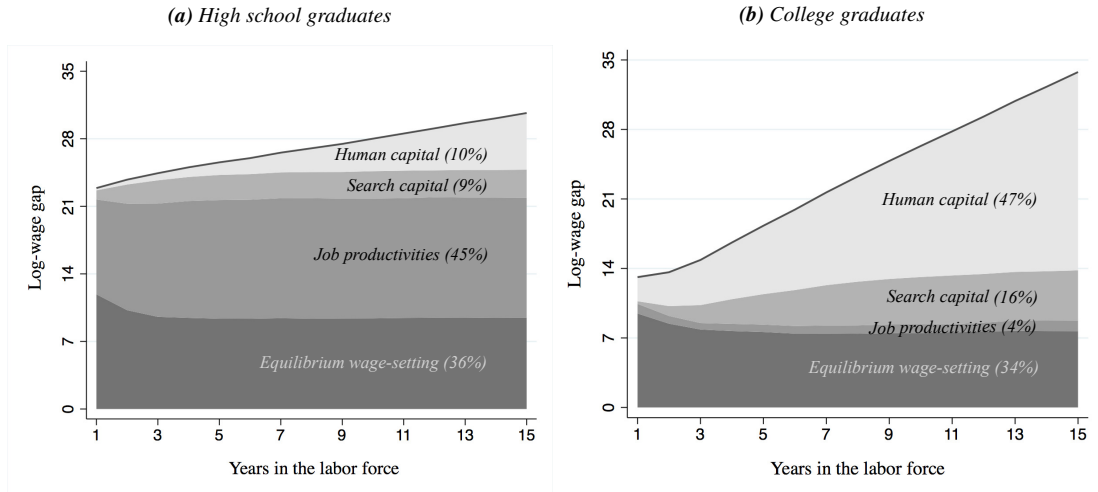 (a) High school graduates
35
28
21
14
7
0
Log-wage gap
Human capital (10%)
Search capital (9%)
Job productivities (45%)
Equilibrium wage-setting (36%)
1 3 5 7 9 11 13 15
Years in the labor force
(b) College graduates
35
28
21
14
7
0
Log-wage gap
Human capital (47%)
Search capital (16%)
Job productivities (4%)
Equilibrium wage-setting (34%)
1 3 5 7 9 11 13 15
Years in the labor force